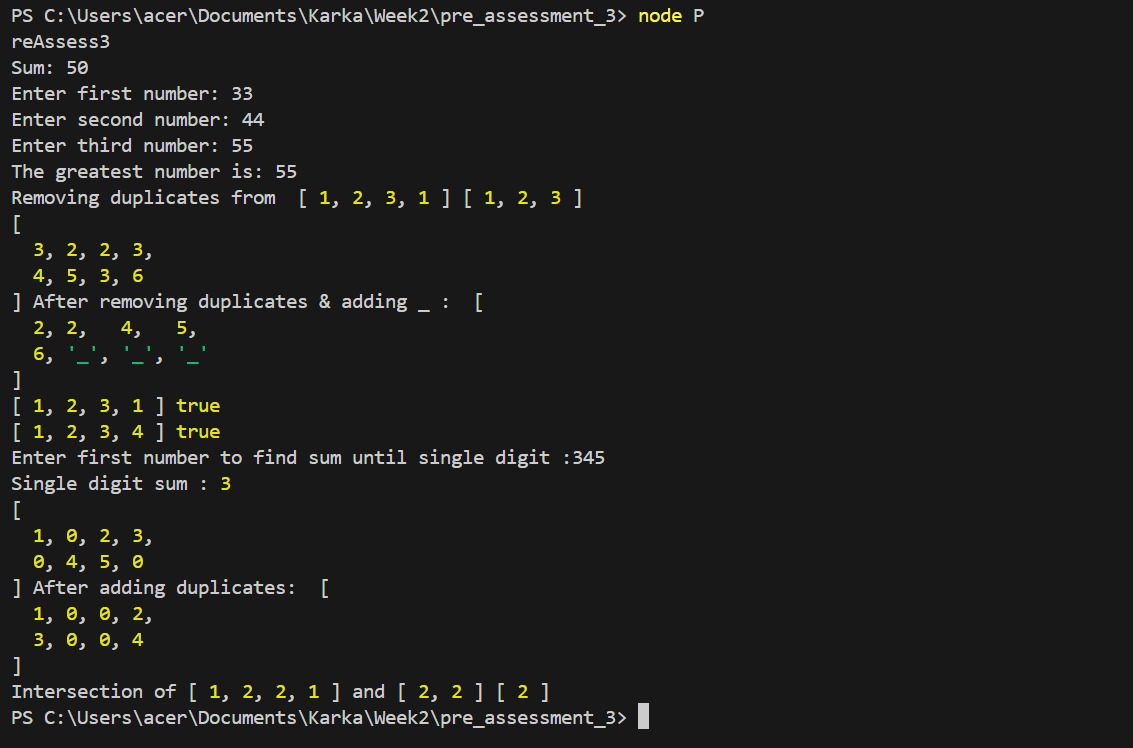 PS C:\Users\acer\Documents\Karka\Week2\pre_assessment_3> node P
reAssess3
Sum: 50
Enter first number: 33
Enter second number: 44
Enter third number: 55
The greatest number is: 55
Removing duplicates from  [ 1, 2, 3, 1 ] [ 1, 2, 3 ]
[
  3, 2, 2, 3,
  4, 5, 3, 6
] After removing duplicates & adding _ :  [
  2, 2,   4,   5,
  6, '_', '_', '_'
]
[ 1, 2, 3, 1 ] true
[ 1, 2, 3, 4 ] true
Enter first number to find sum until single digit :345
Single digit sum : 3
[
  1, 0, 2, 3,
  0, 4, 5, 0
] After adding duplicates:  [
  1, 0, 0, 2,
  3, 0, 0, 4
]
Intersection of [ 1, 2, 2, 1 ] and [ 2, 2 ] [ 2 ]
PS C:\Users\acer\Documents\Karka\Week2\pre_assessment_3>